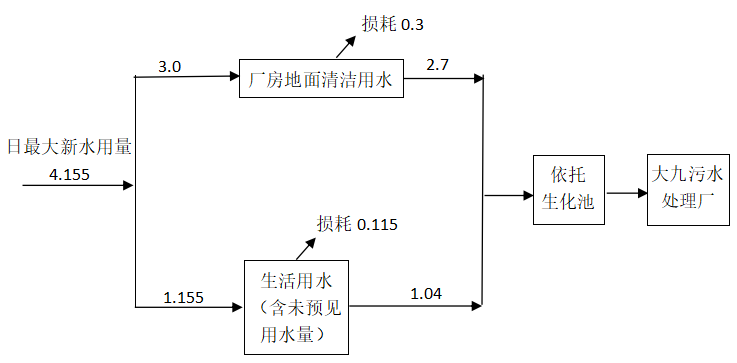 损耗 0.3
3.0
厂房地面清洁用水
2.7
日最大新水用量
4.155
依托
生化池
大九污水
处理厂
损耗 0.115
1.155
生活用水
（含未预见
用水量）
1.04